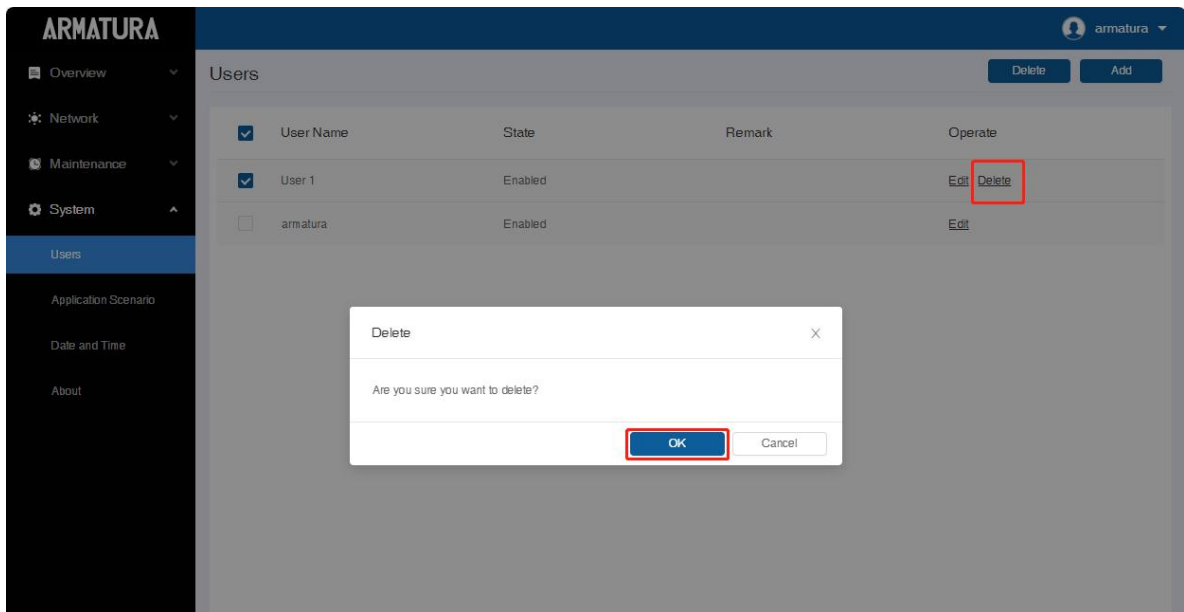 ARMATURA
armatura
Overview
Network
Maintenance
System
Users
Application Scenario
Date and Time
About
Users
Delete Add
User Name State Remark Operate
User 1 Enabled Edit Delete
armatura Enabled Edit
Delete
Are you sure you want to delete?
OK Cancel